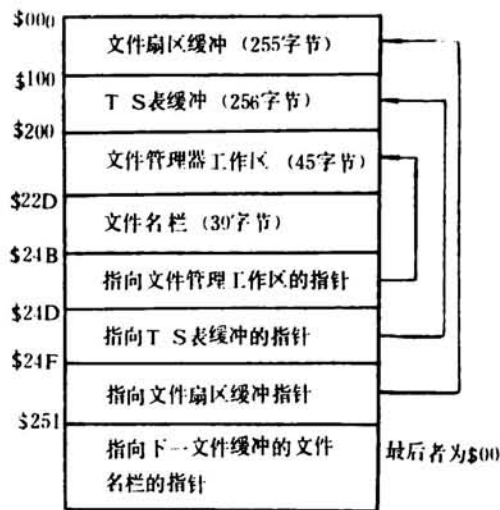 $000
文件扇区缓冲（255字节）
$100
T S表缓冲（256字节）
$200
文件管理器工作区（45字节）
$22D
文件名栏（30字节）
$24B
指向文件管理工作区的指针
$24D
指向T S表缓冲的指针
$24F
指向文件扇区缓冲指针
$251
指向下一文件缓冲的文件
名栏的指针
最后者为$00